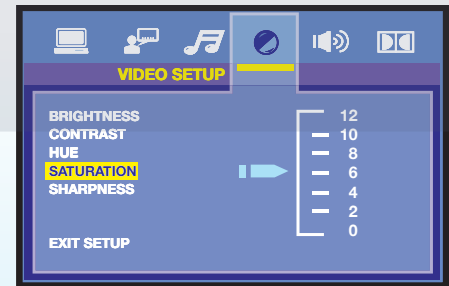 VIDEO SETUP
BRIGHTNESS
CONTRAST
HUE
SATURATION
SHARPNESS
EXIT SETUP
12
10
8
6
4
2
0